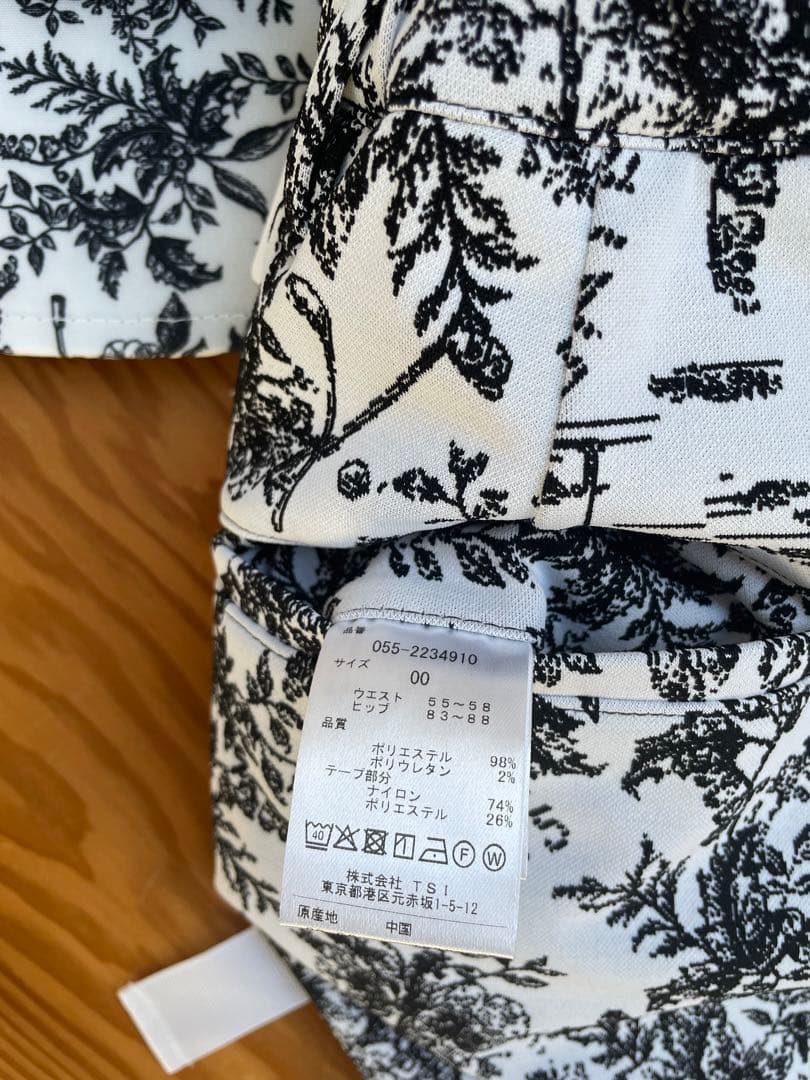 品番
055-2234910
サイズ
00
ウエスト 55～58
ヒップ 83～88
品質
ポリエステル 98%
ポリウレタン 2%
テープ部分
ナイロン 74%
ポリエステル 26%
40 F W
株式会社 TSI
東京都港区元赤坂1-5-12
原産地 中国